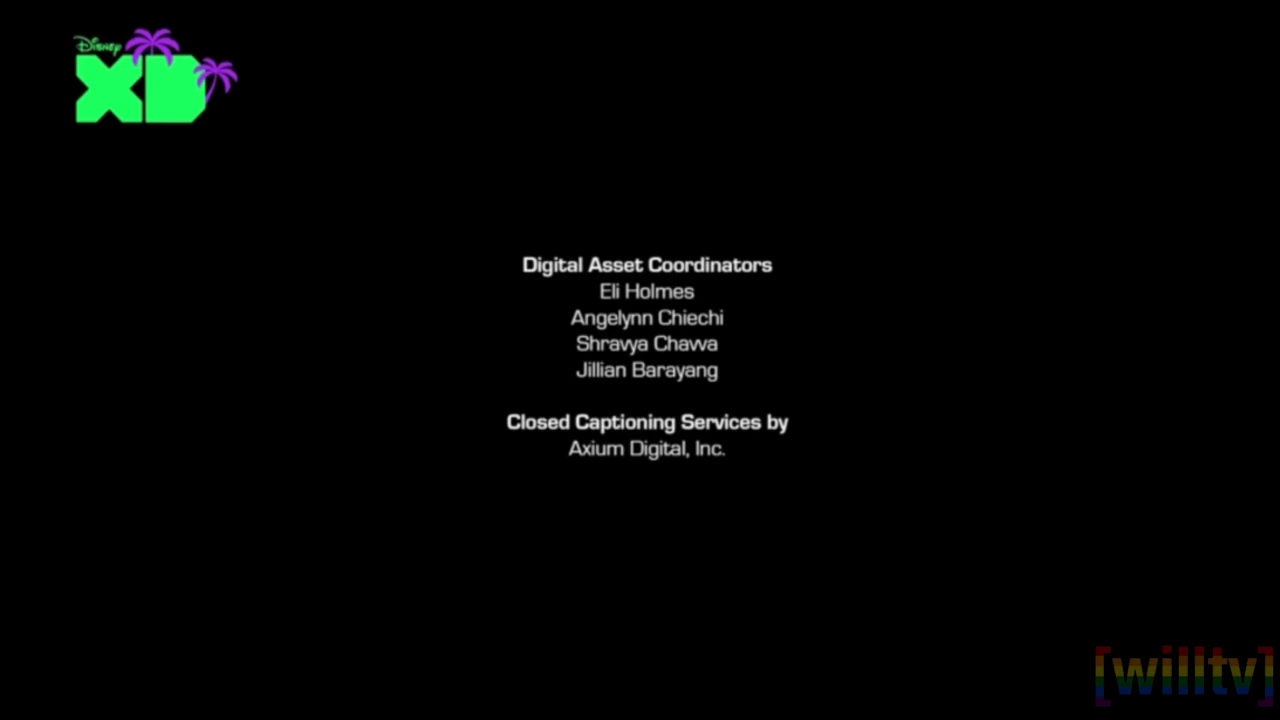 Disney
XD
Digital Asset Coordinators
Eli Holmes
Angelynn Chiechi
Shravya Chavva
Jillian Barayang
Closed Captioning Services by
Axium Digital, Inc.
[willtv]